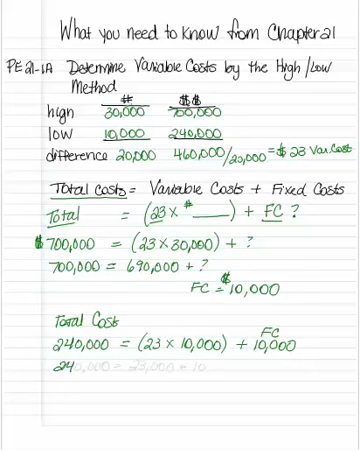 What you need to know from Chapter 21
PE 21-1A Determine Variable Costs by the High/Low
Method
# $$
high 30,000 700,000
low 10,000 240,000
difference 20,000 460,000/20,000 = $23 Var. Cost
Total Costs = Variable Costs + Fixed Costs
Total = (23 x # ____) + FC ?
$700,000 = (23 x 30,000) + ?
700,000 = 690,000 + ?
FC = $10,000
Total Costs
FC
240,000 = (23 x 10,000) + 10,000
240,000 = 23,000 + 10